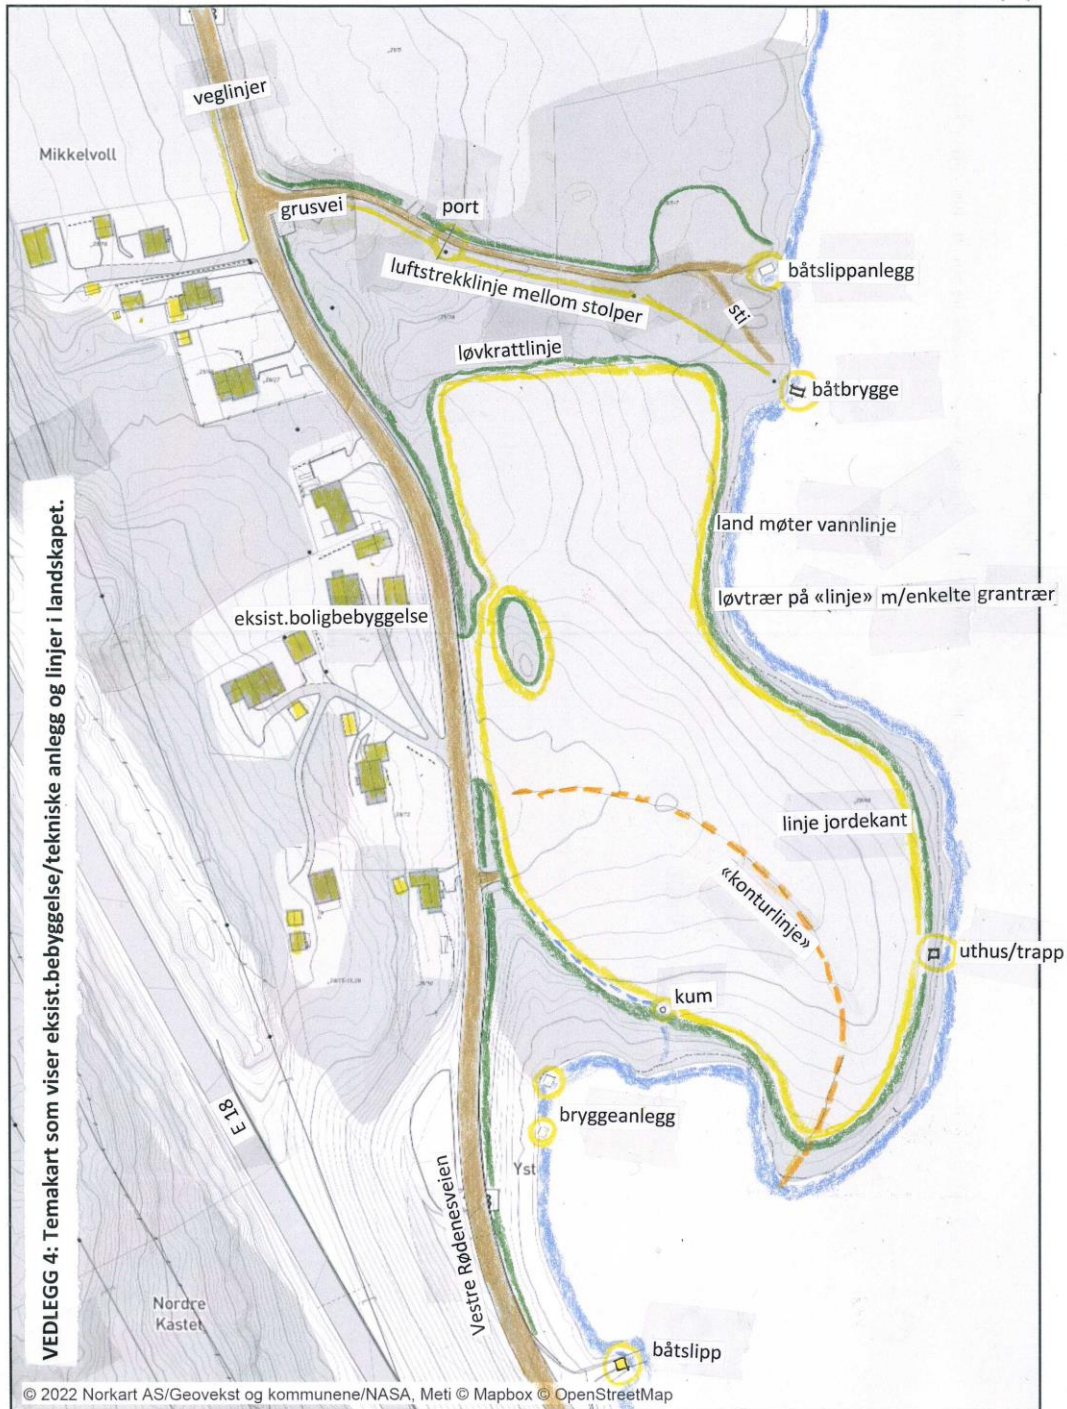 veglinjer
Mikkelvoll
grusvei
port
luftstrekklinje mellom stolper
båtslippanlegg
sti
løvkrattlinje
båtbrygge
land møter vannlinje
løvtrær på «linje» m/enkelte grantrær
eksist.boligbebyggelse
linje jordekant
«konturlinje»
uthus/trapp
kum
bryggeanlegg
Yst
E 18
Vestre Rødenesveien
Nordre
Kastet
båtslipp
VEDLEGG 4: Temakart som viser eksist.bebyggelse/tekniske anlegg og linjer i landskapet.
© 2022 Norkart AS/Geovekst og kommunene/NASA, Meti © Mapbox © OpenStreetMap